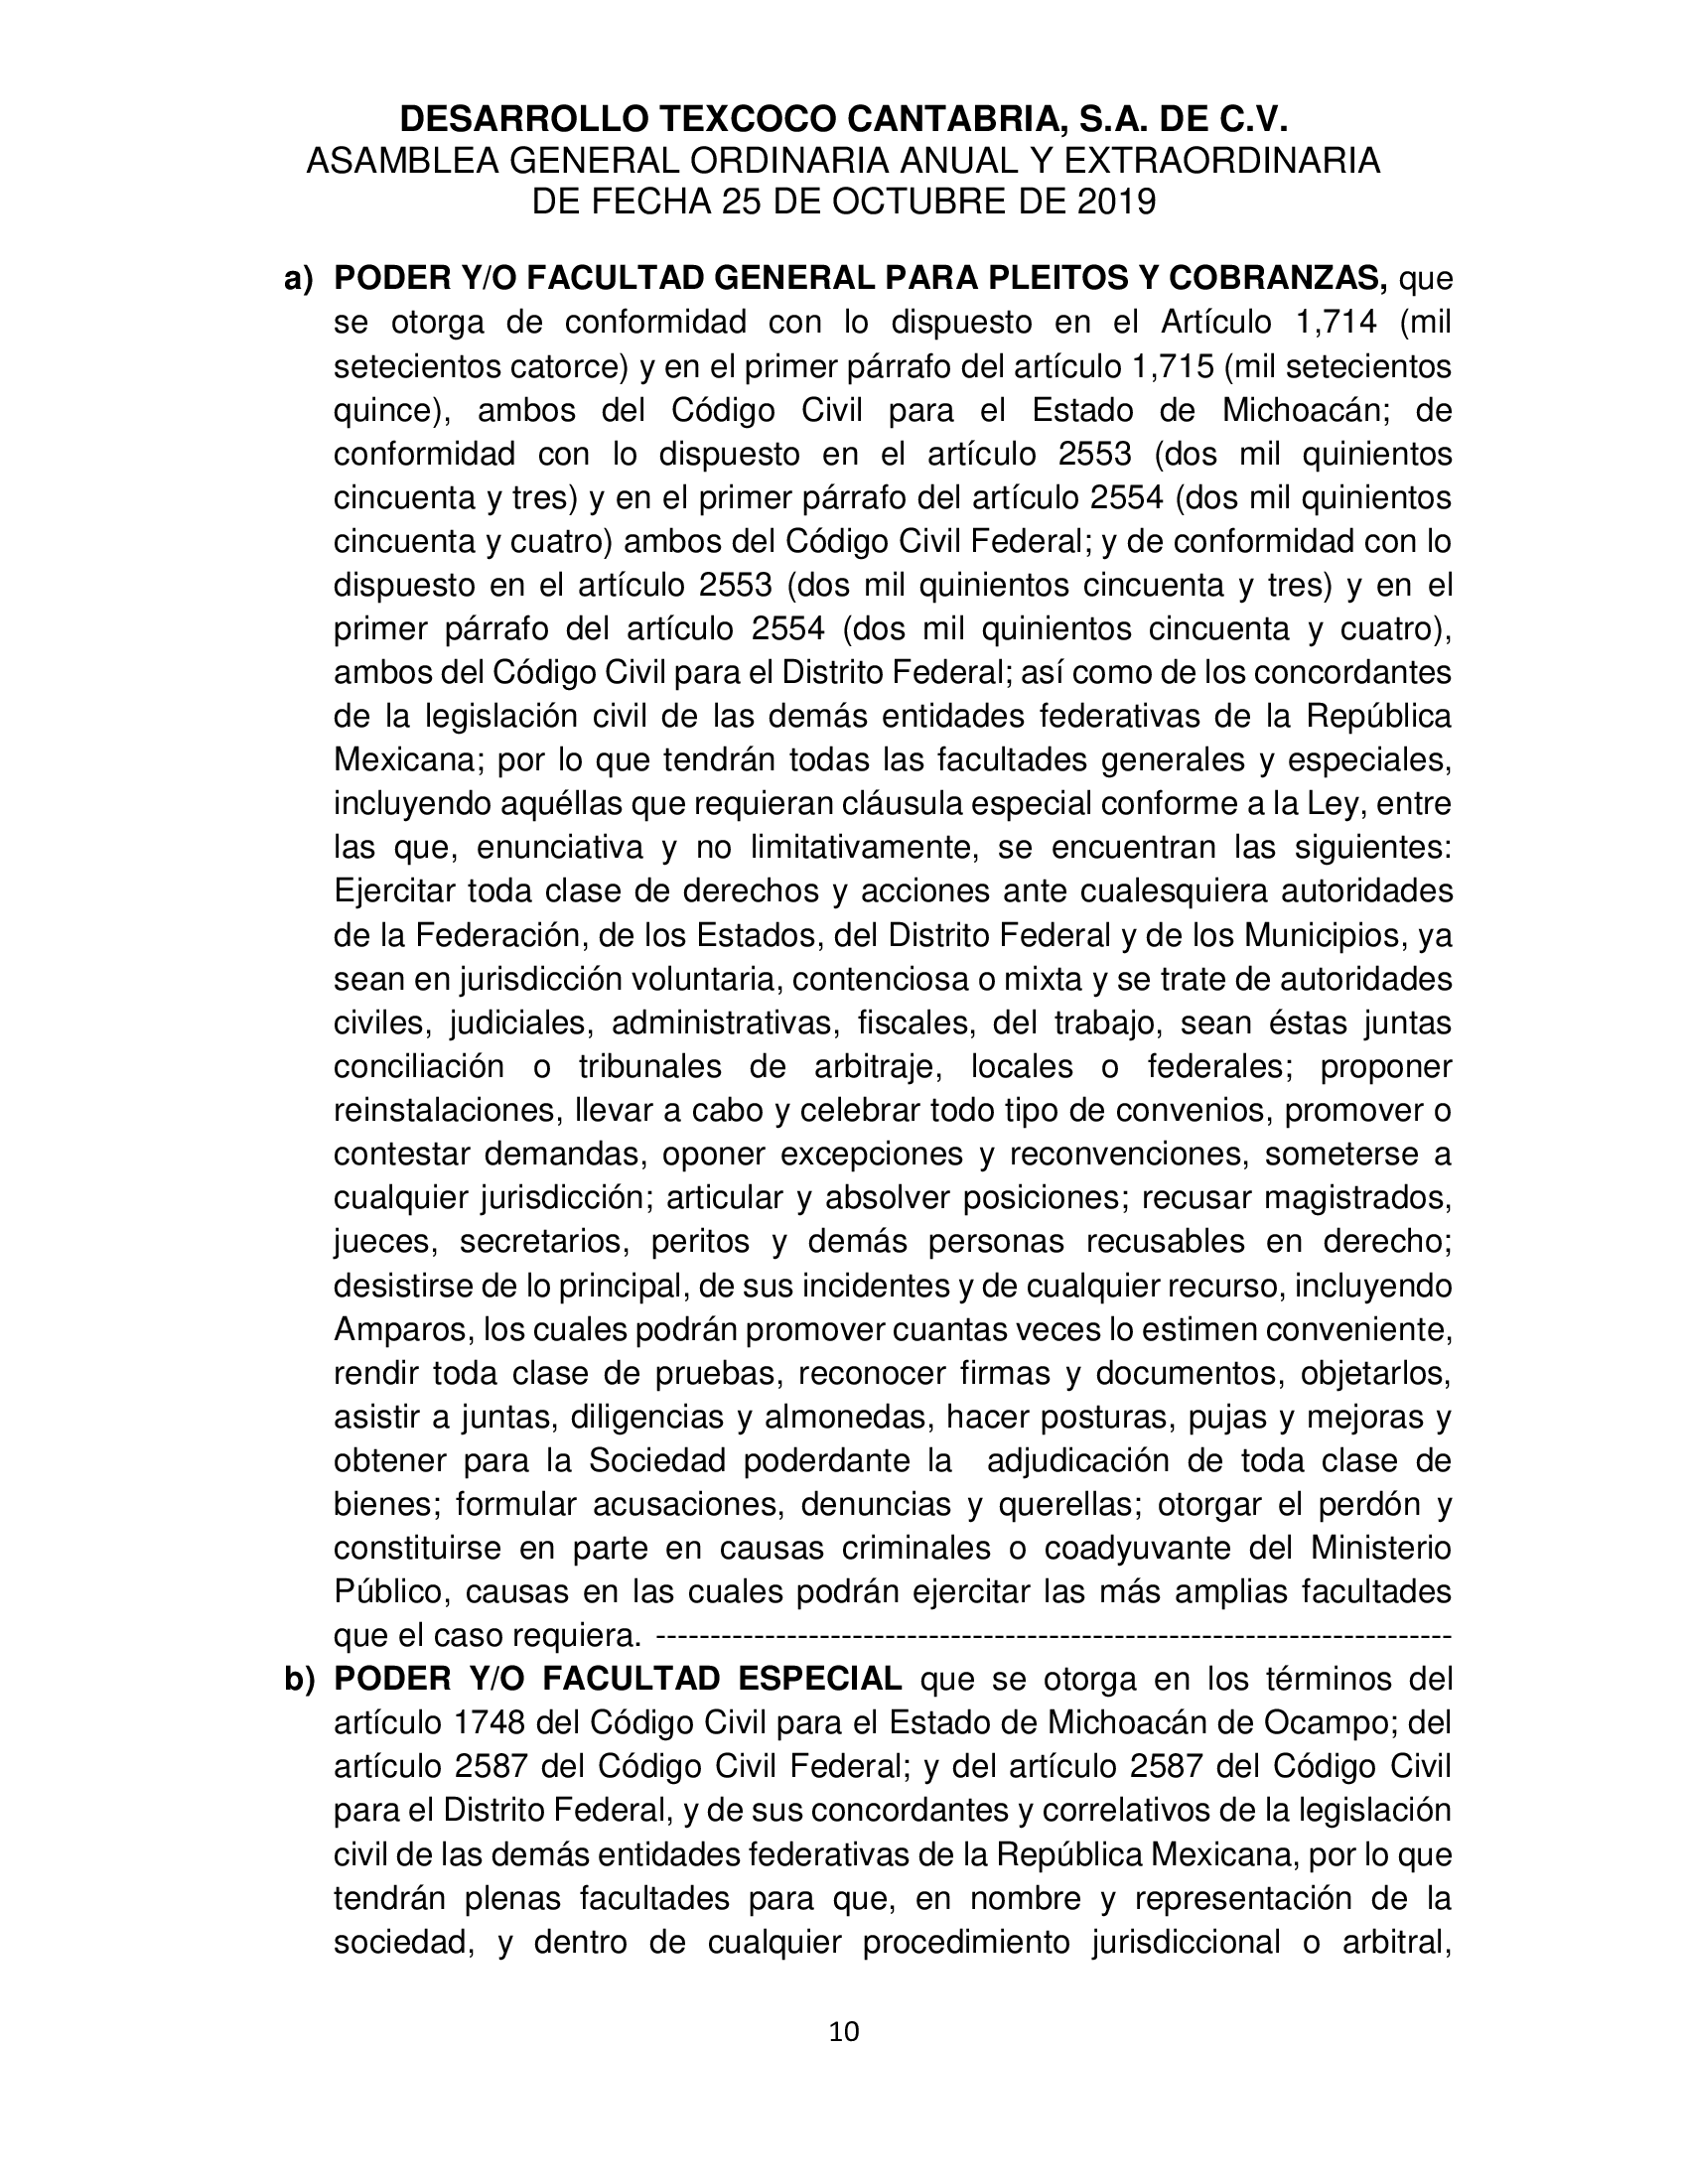 DESARROLLO TEXCOCO CANTABRIA, S.A. DE C.V.
ASAMBLEA GENERAL ORDINARIA ANUAL Y EXTRAORDINARIA
DE FECHA 25 DE OCTUBRE DE 2019
a) PODER Y/O FACULTAD GENERAL PARA PLEITOS Y COBRANZAS, que
se otorga de conformidad con lo dispuesto en el Artículo 1,714 (mil
setecientos catorce) y en el primer párrafo del artículo 1,715 (mil setecientos
quince), ambos del Código Civil para el Estado de Michoacán; de
conformidad con lo dispuesto en el artículo 2553 (dos mil quinientos
cincuenta y tres) y en el primer párrafo del artículo 2554 (dos mil quinientos
cincuenta y cuatro) ambos del Código Civil Federal; y de conformidad con lo
dispuesto en el artículo 2553 (dos mil quinientos cincuenta y tres) y en el
primer párrafo del artículo 2554 (dos mil quinientos cincuenta y cuatro),
ambos del Código Civil para el Distrito Federal; así como de los concordantes
de la legislación civil de las demás entidades federativas de la República
Mexicana; por lo que tendrán todas las facultades generales y especiales,
incluyendo aquéllas que requieran cláusula especial conforme a la Ley, entre
las que, enunciativa y no limitativamente, se encuentran las siguientes:
Ejercitar toda clase de derechos y acciones ante cualesquiera autoridades
de la Federación, de los Estados, del Distrito Federal y de los Municipios, ya
sean en jurisdicción voluntaria, contenciosa o mixta y se trate de autoridades
civiles, judiciales, administrativas, fiscales, del trabajo, sean éstas juntas
conciliación o tribunales de arbitraje, locales o federales; proponer
reinstalaciones, llevar a cabo y celebrar todo tipo de convenios, promover o
contestar demandas, oponer excepciones y reconvenciones, someterse a
cualquier jurisdicción; articular y absolver posiciones; recusar magistrados,
jueces, secretarios, peritos y demás personas recusables en derecho;
desistirse de lo principal, de sus incidentes y de cualquier recurso, incluyendo
Amparos, los cuales podrán promover cuantas veces lo estimen conveniente,
rendir toda clase de pruebas, reconocer firmas y documentos, objetarlos,
asistir a juntas, diligencias y almonedas, hacer posturas, pujas y mejoras y
obtener para la Sociedad poderdante la  adjudicación de toda clase de
bienes; formular acusaciones, denuncias y querellas; otorgar el perdón y
constituirse en parte en causas criminales o coadyuvante del Ministerio
Público, causas en las cuales podrán ejercitar las más amplias facultades
que el caso requiera. --------------------------------------------------------------------------
b) PODER Y/O FACULTAD ESPECIAL que se otorga en los términos del
artículo 1748 del Código Civil para el Estado de Michoacán de Ocampo; del
artículo 2587 del Código Civil Federal; y del artículo 2587 del Código Civil
para el Distrito Federal, y de sus concordantes y correlativos de la legislación
civil de las demás entidades federativas de la República Mexicana, por lo que
tendrán plenas facultades para que, en nombre y representación de la
sociedad, y dentro de cualquier procedimiento jurisdiccional o arbitral,
10